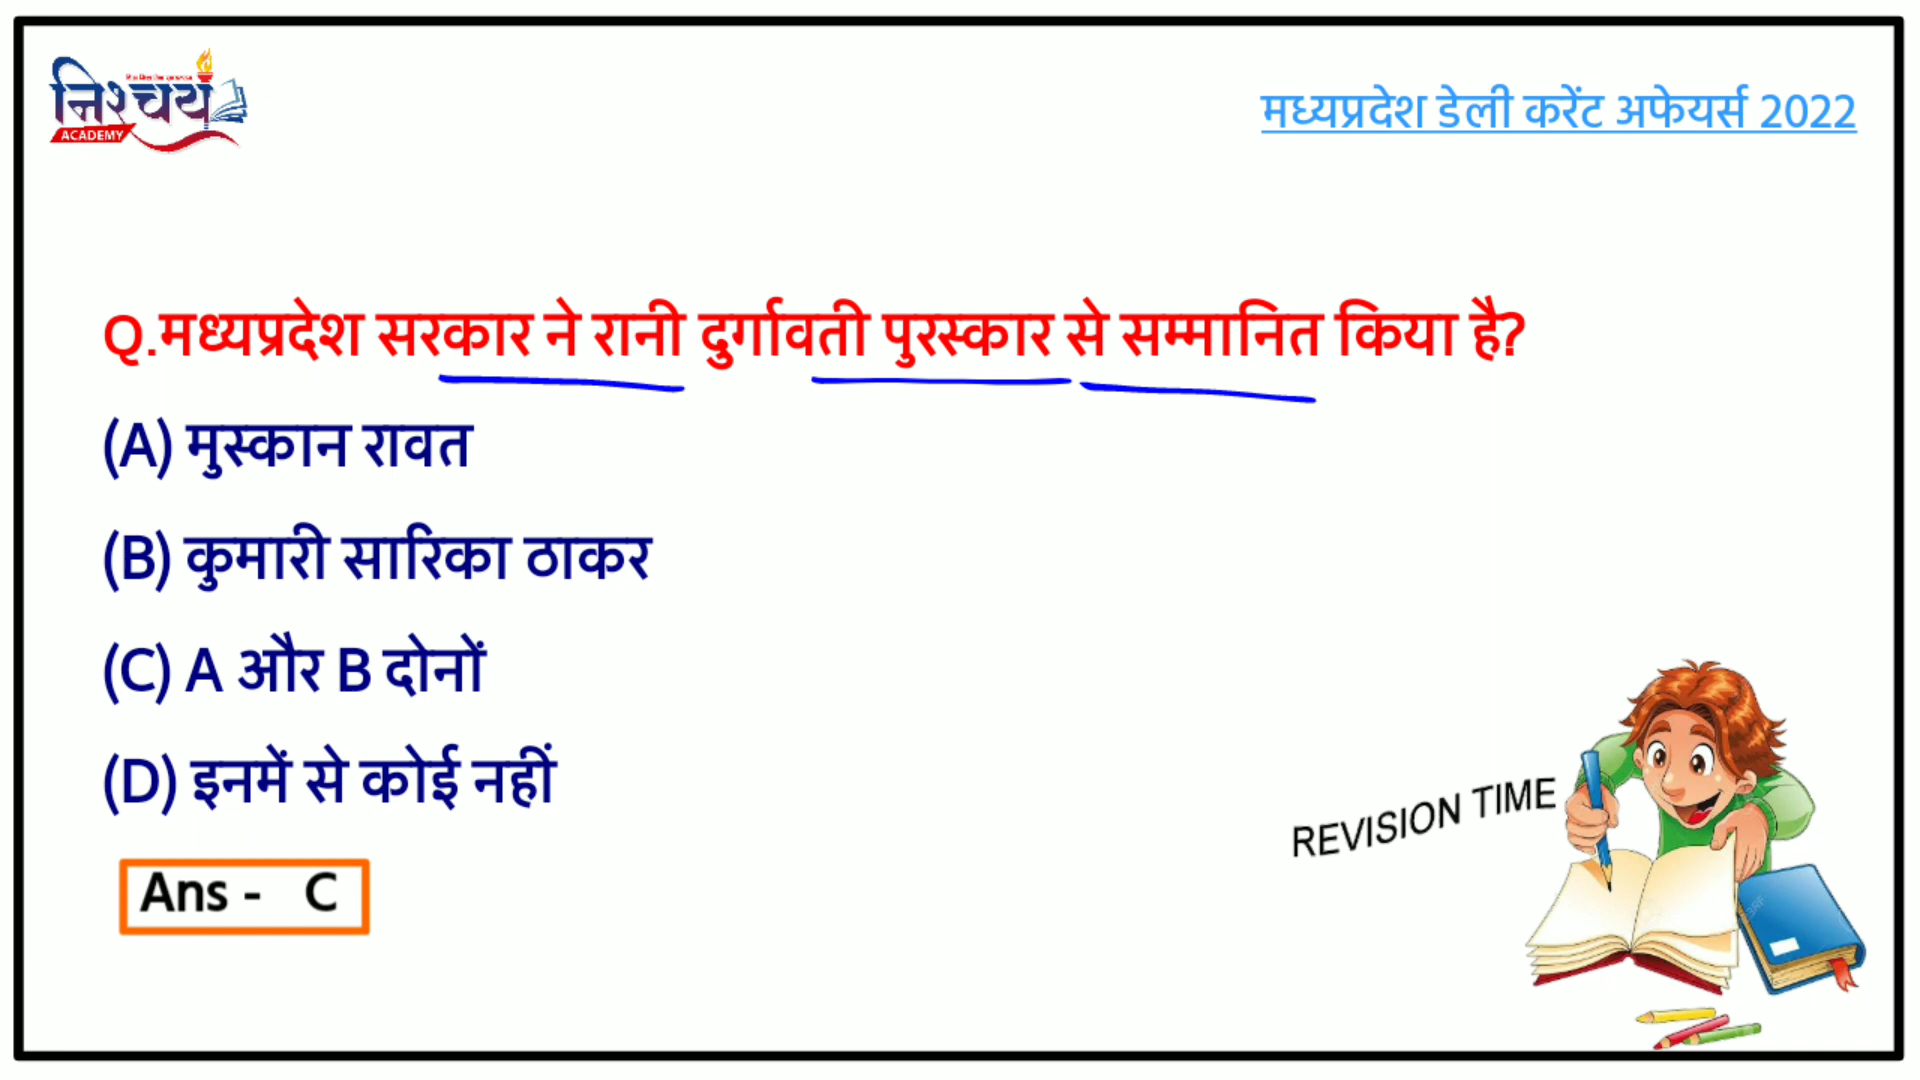 निश्चय
ACADEMY
मध्यप्रदेश डेली करेंट अफेयर्स 2022
Q.मध्यप्रदेश सरकार ने रानी दुर्गावती पुरस्कार से सम्मानित किया है?
(A) मुस्कान रावत
(B) कुमारी सारिका ठाकर
(C) A और B दोनों
(D) इनमें से कोई नहीं
Ans - C
REVISION TIME